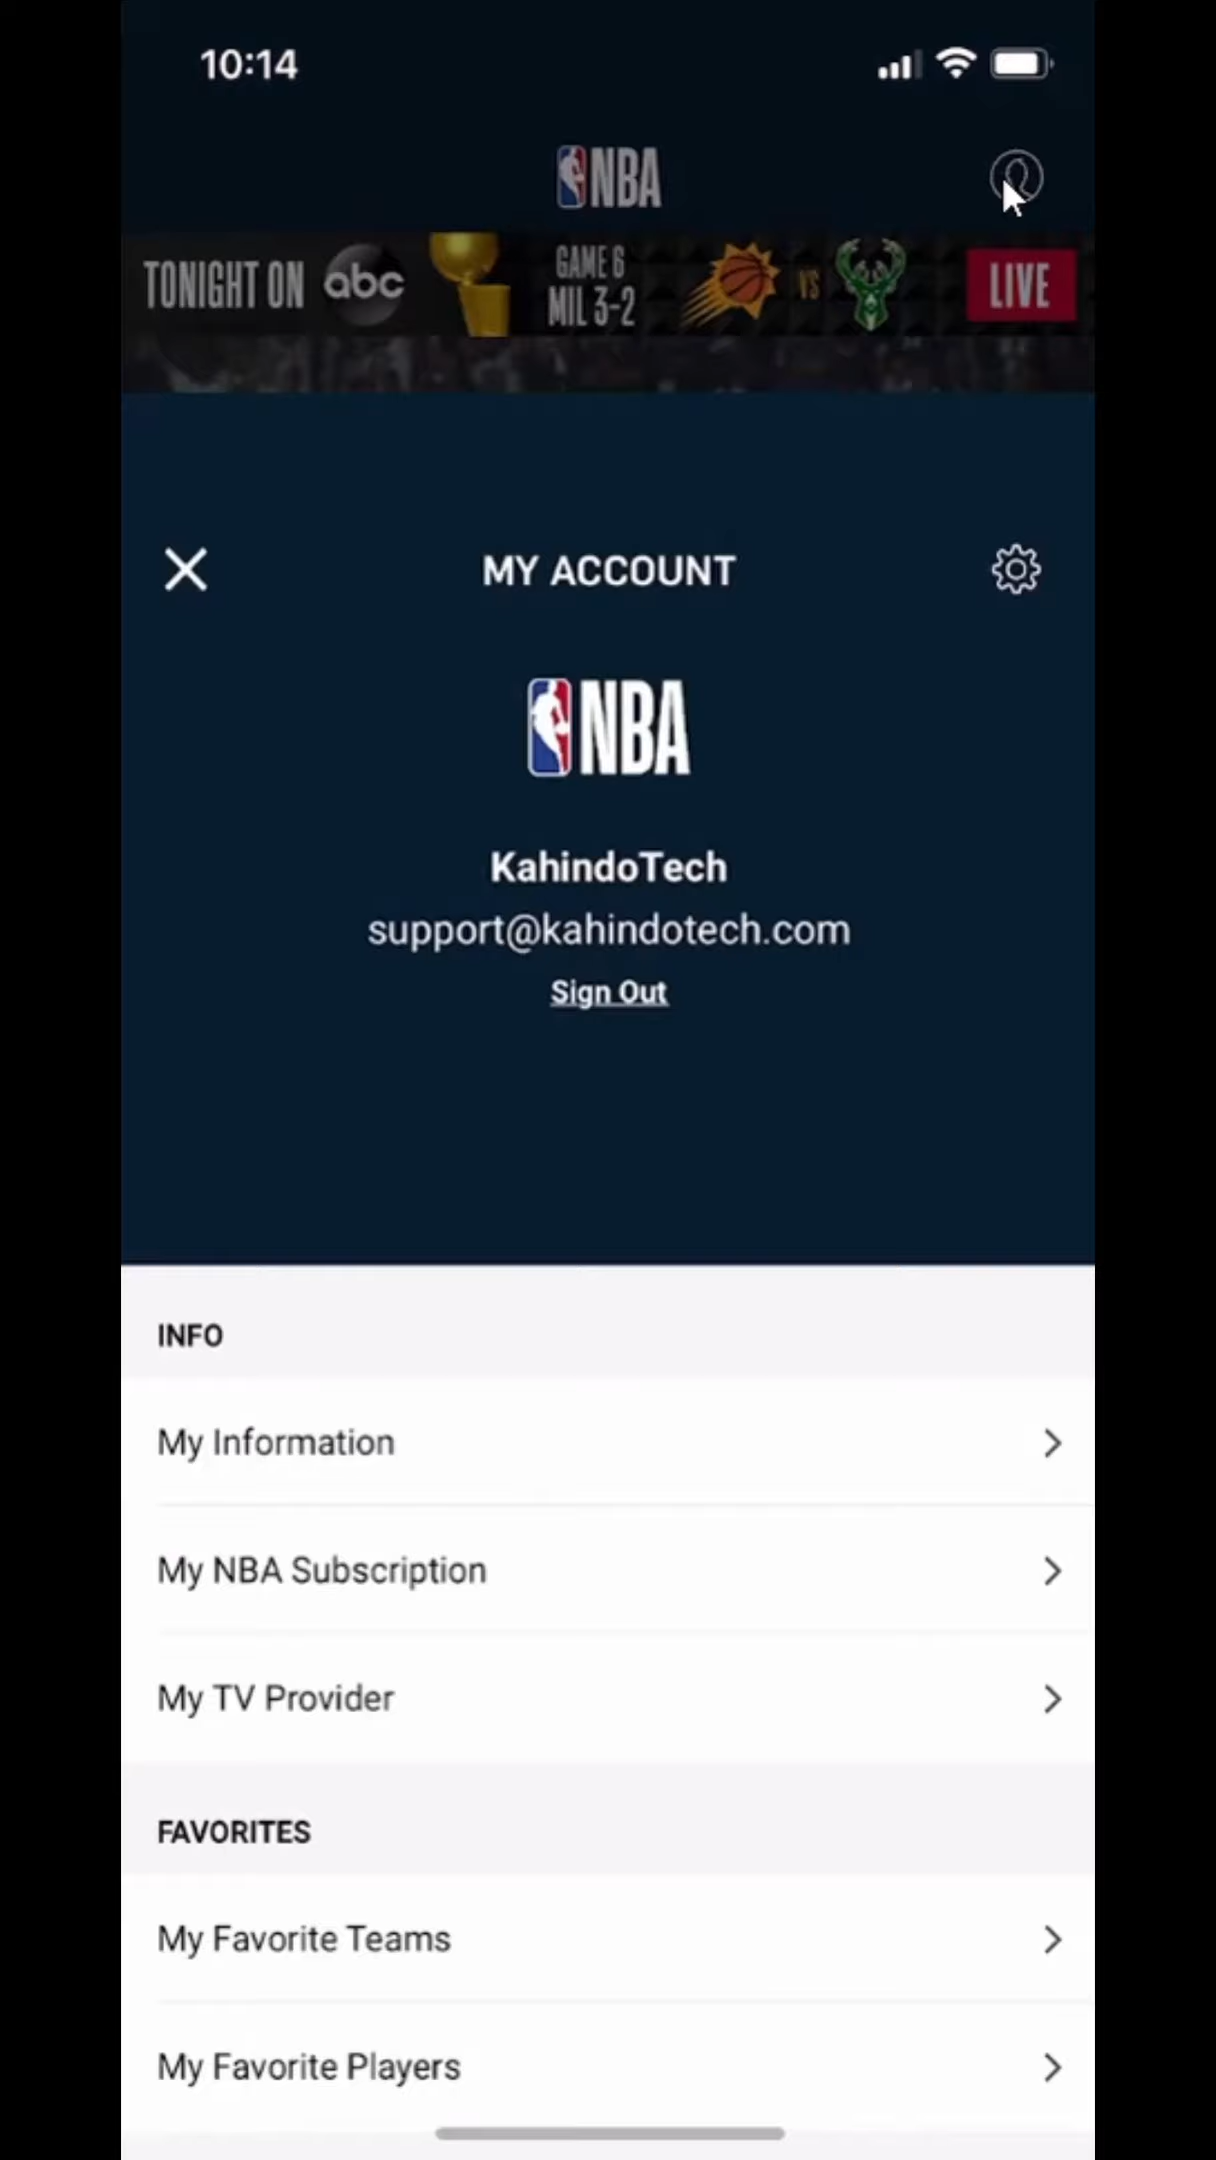 10:14
NBA
TONIGHT ON abc GAME 6 MIL 3-2 VS LIVE
MY ACCOUNT
NBA
KahindoTech
support@kahindotech.com
Sign Out
INFO
My Information
My NBA Subscription
My TV Provider
FAVORITES
My Favorite Teams
My Favorite Players